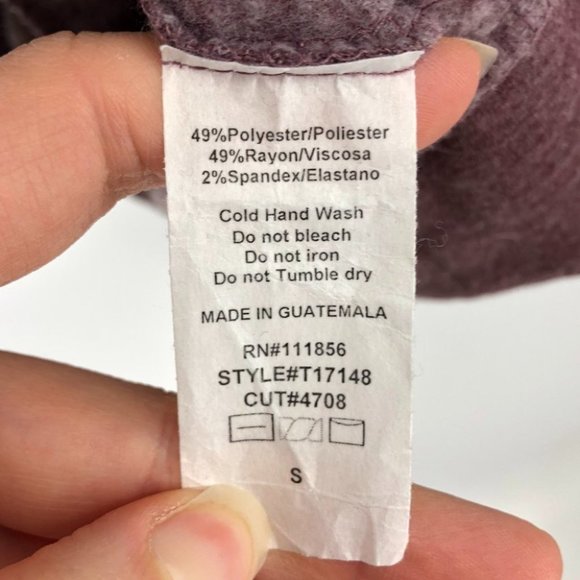 49%Polyester/Poliester
49%Rayon/Viscosa
2%Spandex/Elastano
Cold Hand Wash
Do not bleach
Do not iron
Do not Tumble dry
MADE IN GUATEMALA
RN#111856
STYLE#T17148
CUT#4708
S